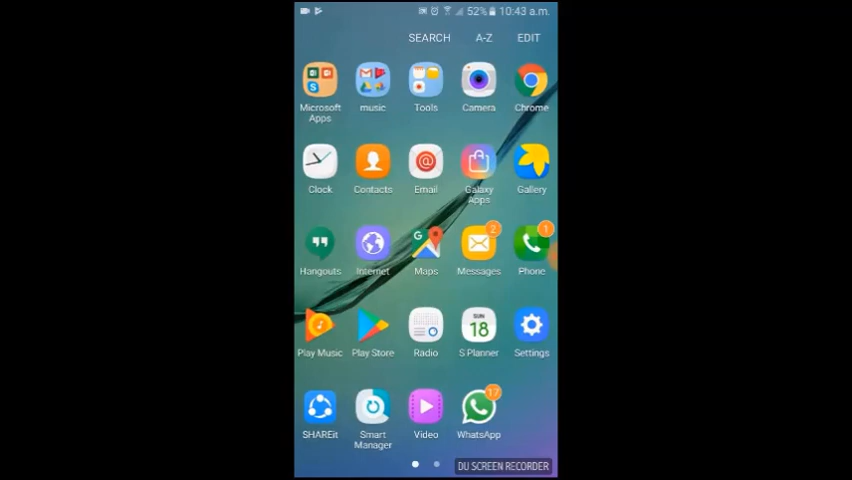 52% 10:43 a.m.
SEARCH A-Z EDIT
Microsoft Apps music Tools Camera Chrome
Clock Contacts Email Galaxy Apps Gallery
G 2 1
Hangouts Internet Maps Messages Phone
SUN
18
Play Music Play Store Radio S Planner Settings
17
SHAREit Smart Manager Video WhatsApp
DU SCREEN RECORDER